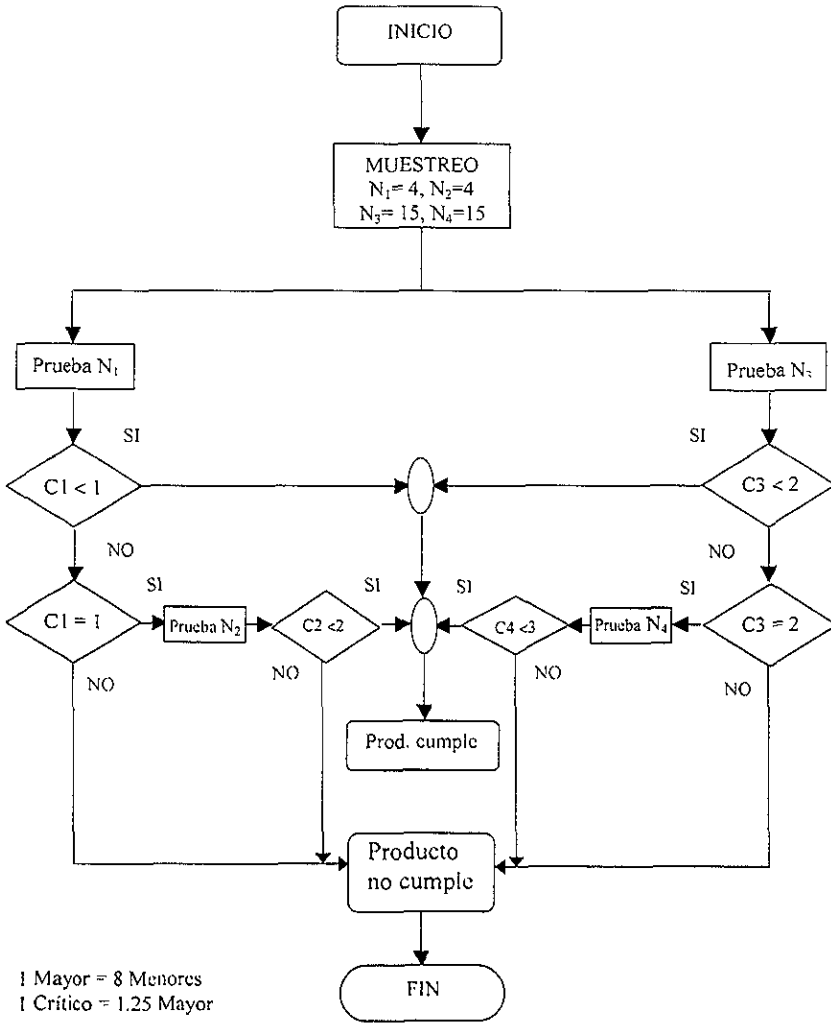 INICIO
MUESTREO
N₁= 4, N₂=4
N₃= 15, N₄=15
Prueba N₁
Prueba N₃
SI
SI
C1 < 1
C3 < 2
NO
NO
SI
SI
SI
SI
C1 = 1
Prueba N₂
C2 <2
C4 <3
Prueba N₄
C3 = 2
NO
NO
NO
NO
Prod. cumple
Producto
no cumple
1 Mayor = 8 Menores
1 Crítico = 1.25 Mayor
FIN